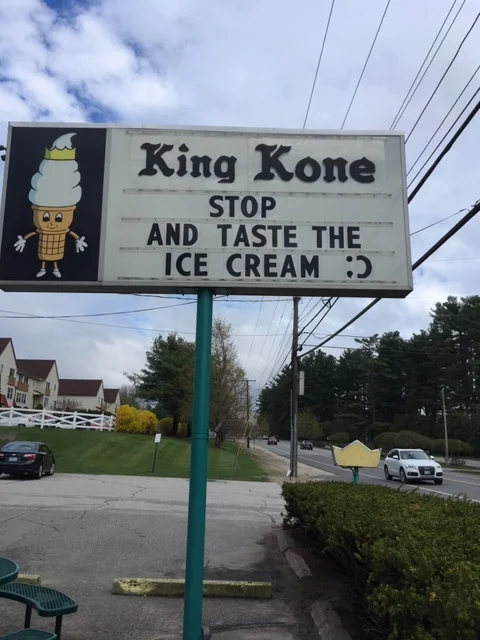 King Kone
STOP
AND TASTE THE
ICE CREAM :)